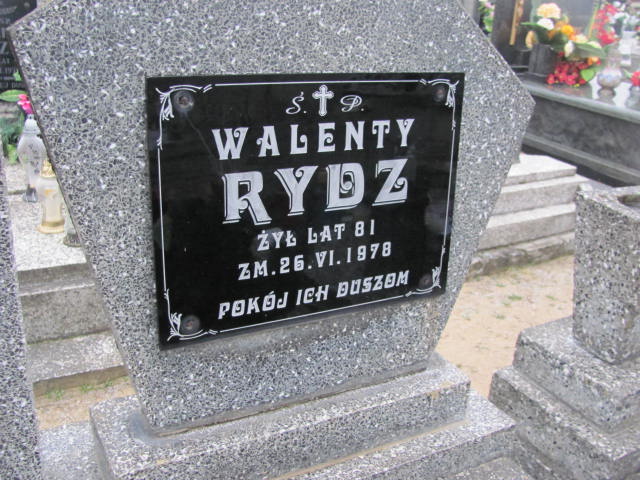 Ś. P.
WALENTY
RYDZ
ŻYŁ LAT 81
ZM. 26. VI. 1978
POKÓJ ICH DUSZOM